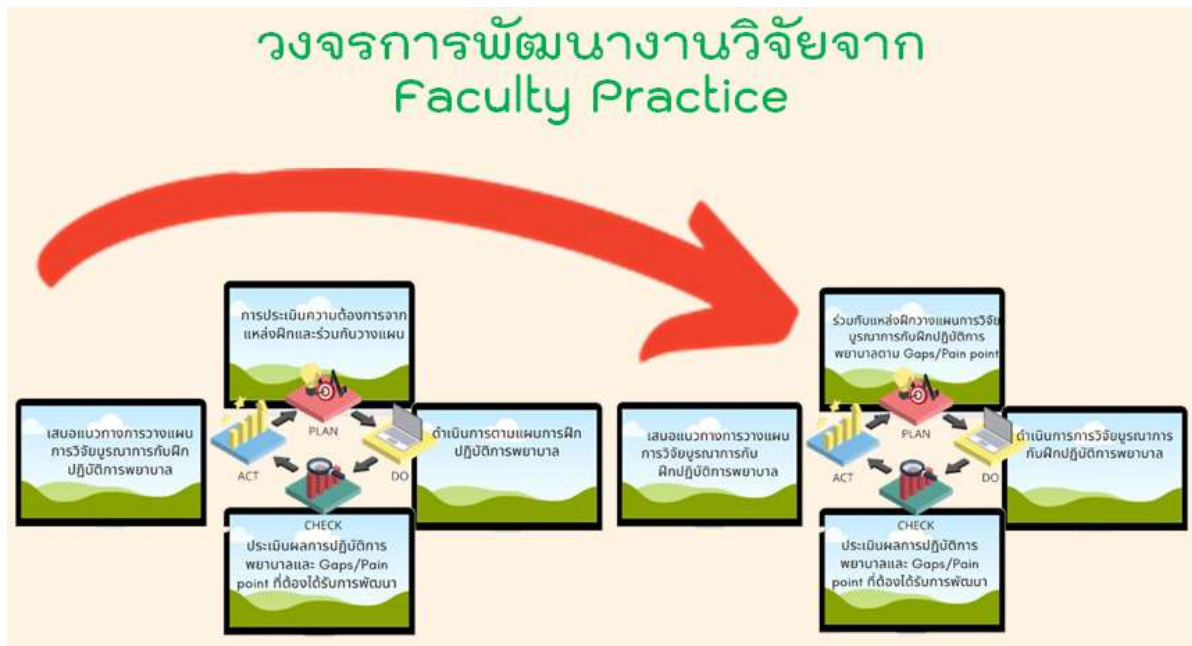 วงจรการพัฒนางานวิจัยจาก
Faculty Practice
การประเมินความต้องการจาก
แหล่งฝึกและร่วมกันวางแผน
เสนอแนวทางการวางแผน
การวิจัยบูรณาการกับฝึก
ปฏิบัติการพยาบาล
PLAN
ดำเนินการตามแผนการฝึก
ปฏิบัติการพยาบาล
ACT
DO
CHECK
ประเมินผลการปฏิบัติการ
พยาบาลและ Gaps/Pain
point ที่ต้องได้รับการพัฒนา
ร่วมกับแหล่งฝึกวางแผนการวิจัย
บูรณาการกับฝึกปฏิบัติการ
พยาบาลตาม Gaps/Pain point
เสนอแนวทางการวางแผน
การวิจัยบูรณาการกับ
ฝึกปฏิบัติการพยาบาล
PLAN
ดำเนินการการวิจัยบูรณาการ
กับฝึกปฏิบัติการพยาบาล
ACT
DO
CHECK
ประเมินผลการปฏิบัติการ
พยาบาลและ Gaps/Pain
point ที่ต้องได้รับการพัฒนา